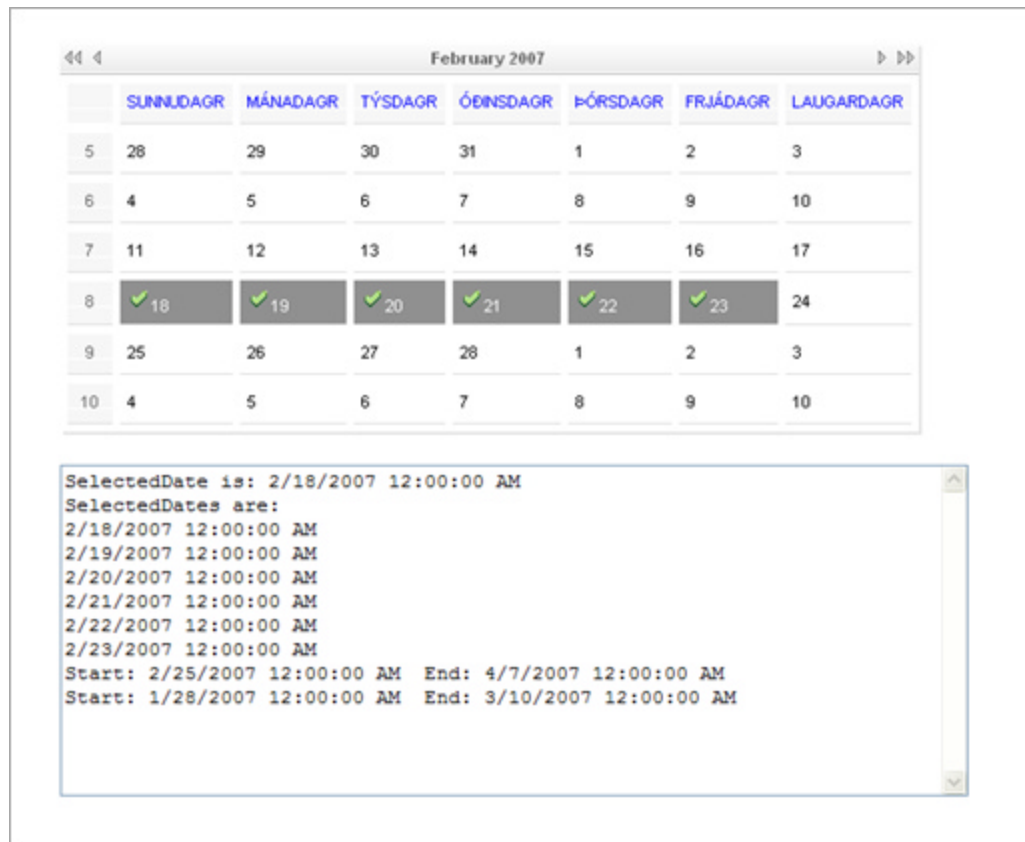 February 2007
SUNNUDAGR MÁNADAGR TÝSDAGR ÓÐINSDAGR ÞÓRSDAGR FRJÁDAGR LAUGARDAGR
5 28 29 30 31 1 2 3
6 4 5 6 7 8 9 10
7 11 12 13 14 15 16 17
8 18 19 20 21 22 23 24
9 25 26 27 28 1 2 3
10 4 5 6 7 8 9 10
SelectedDate is: 2/18/2007 12:00:00 AM
SelectedDates are:
2/18/2007 12:00:00 AM
2/19/2007 12:00:00 AM
2/20/2007 12:00:00 AM
2/21/2007 12:00:00 AM
2/22/2007 12:00:00 AM
2/23/2007 12:00:00 AM
Start: 2/25/2007 12:00:00 AM  End: 4/7/2007 12:00:00 AM
Start: 1/28/2007 12:00:00 AM  End: 3/10/2007 12:00:00 AM